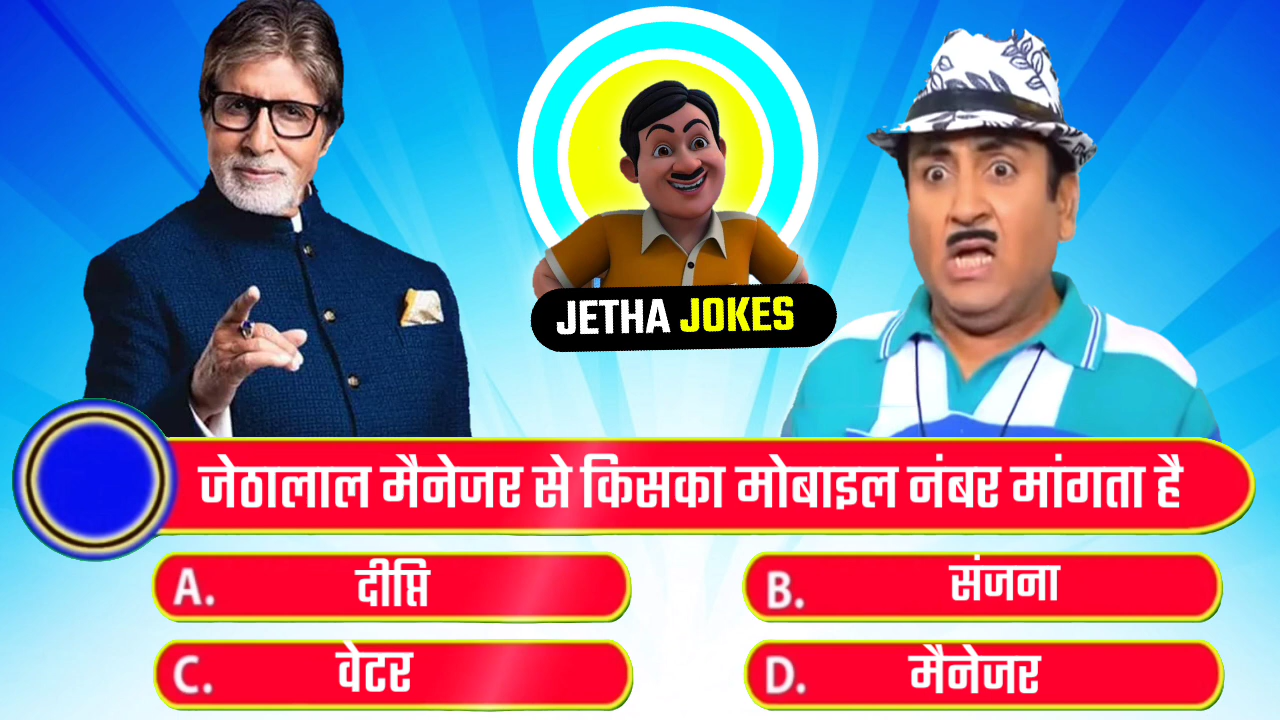 JETHA JOKES
जेठालाल मैनेजर से किसका मोबाइल नंबर मांगता है
A. दीप्ति
B. संजना
C. वेटर
D. मैनेजर